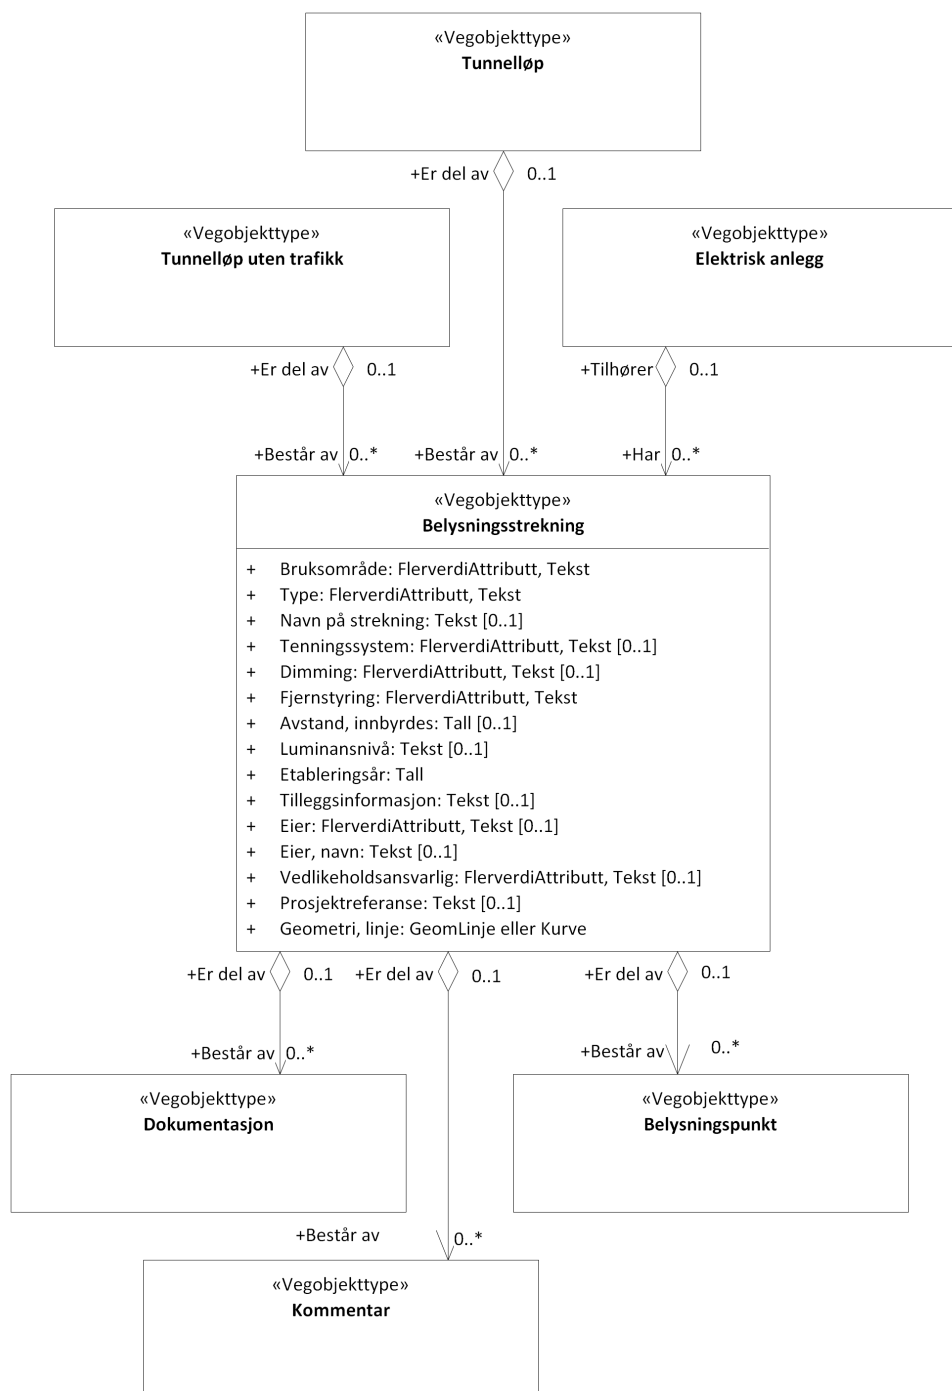 «Vegobjekttype»
Tunnelløp
+Er del av 0..1
«Vegobjekttype»
Tunnelløp uten trafikk
«Vegobjekttype»
Elektrisk anlegg
+Er del av 0..1
+Tilhører 0..1
+Består av 0..*
+Består av 0..*
+Har 0..*
«Vegobjekttype»
Belysningsstrekning
+ Bruksområde: FlerverdiAttributt, Tekst
+ Type: FlerverdiAttributt, Tekst
+ Navn på strekning: Tekst [0..1]
+ Tenningssystem: FlerverdiAttributt, Tekst [0..1]
+ Dimming: FlerverdiAttributt, Tekst [0..1]
+ Fjernstyring: FlerverdiAttributt, Tekst
+ Avstand, innbyrdes: Tall [0..1]
+ Luminansnivå: Tekst [0..1]
+ Etableringsår: Tall
+ Tilleggsinformasjon: Tekst [0..1]
+ Eier: FlerverdiAttributt, Tekst [0..1]
+ Eier, navn: Tekst [0..1]
+ Vedlikeholdsansvarlig: FlerverdiAttributt, Tekst [0..1]
+ Prosjektreferanse: Tekst [0..1]
+ Geometri, linje: GeomLinje eller Kurve
+Er del av 0..1
+Er del av 0..1
+Er del av 0..1
+Består av 0..*
+Består av 0..*
«Vegobjekttype»
Dokumentasjon
«Vegobjekttype»
Belysningspunkt
+Består av 0..*
«Vegobjekttype»
Kommentar